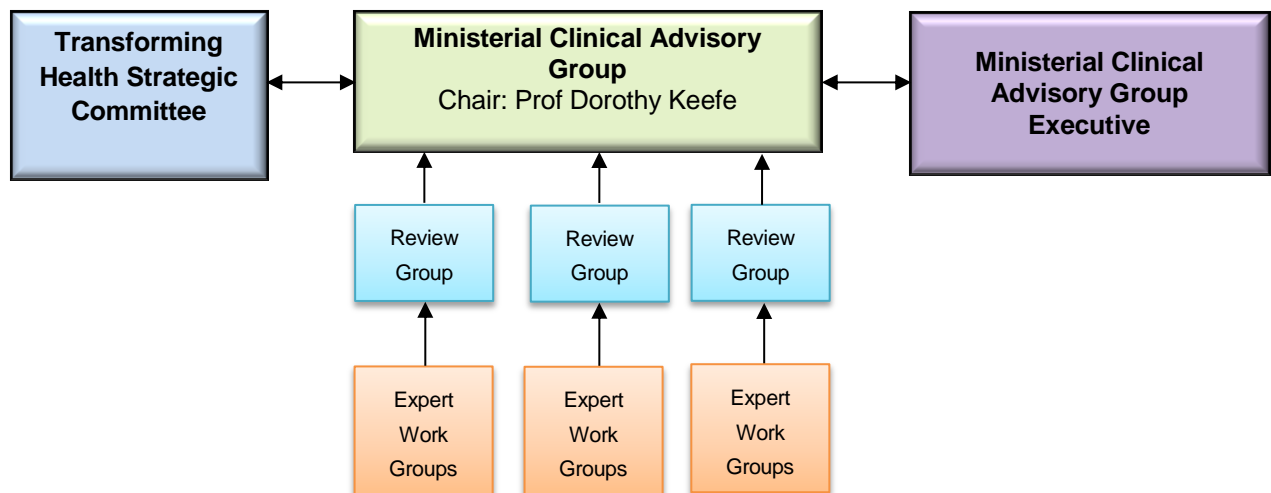 Transforming
Health Strategic
Committee
Ministerial Clinical Advisory
Group
Chair: Prof Dorothy Keefe
Ministerial Clinical
Advisory Group
Executive
Review
Group
Review
Group
Review
Group
Expert
Work
Groups
Expert
Work
Groups
Expert
Work
Groups